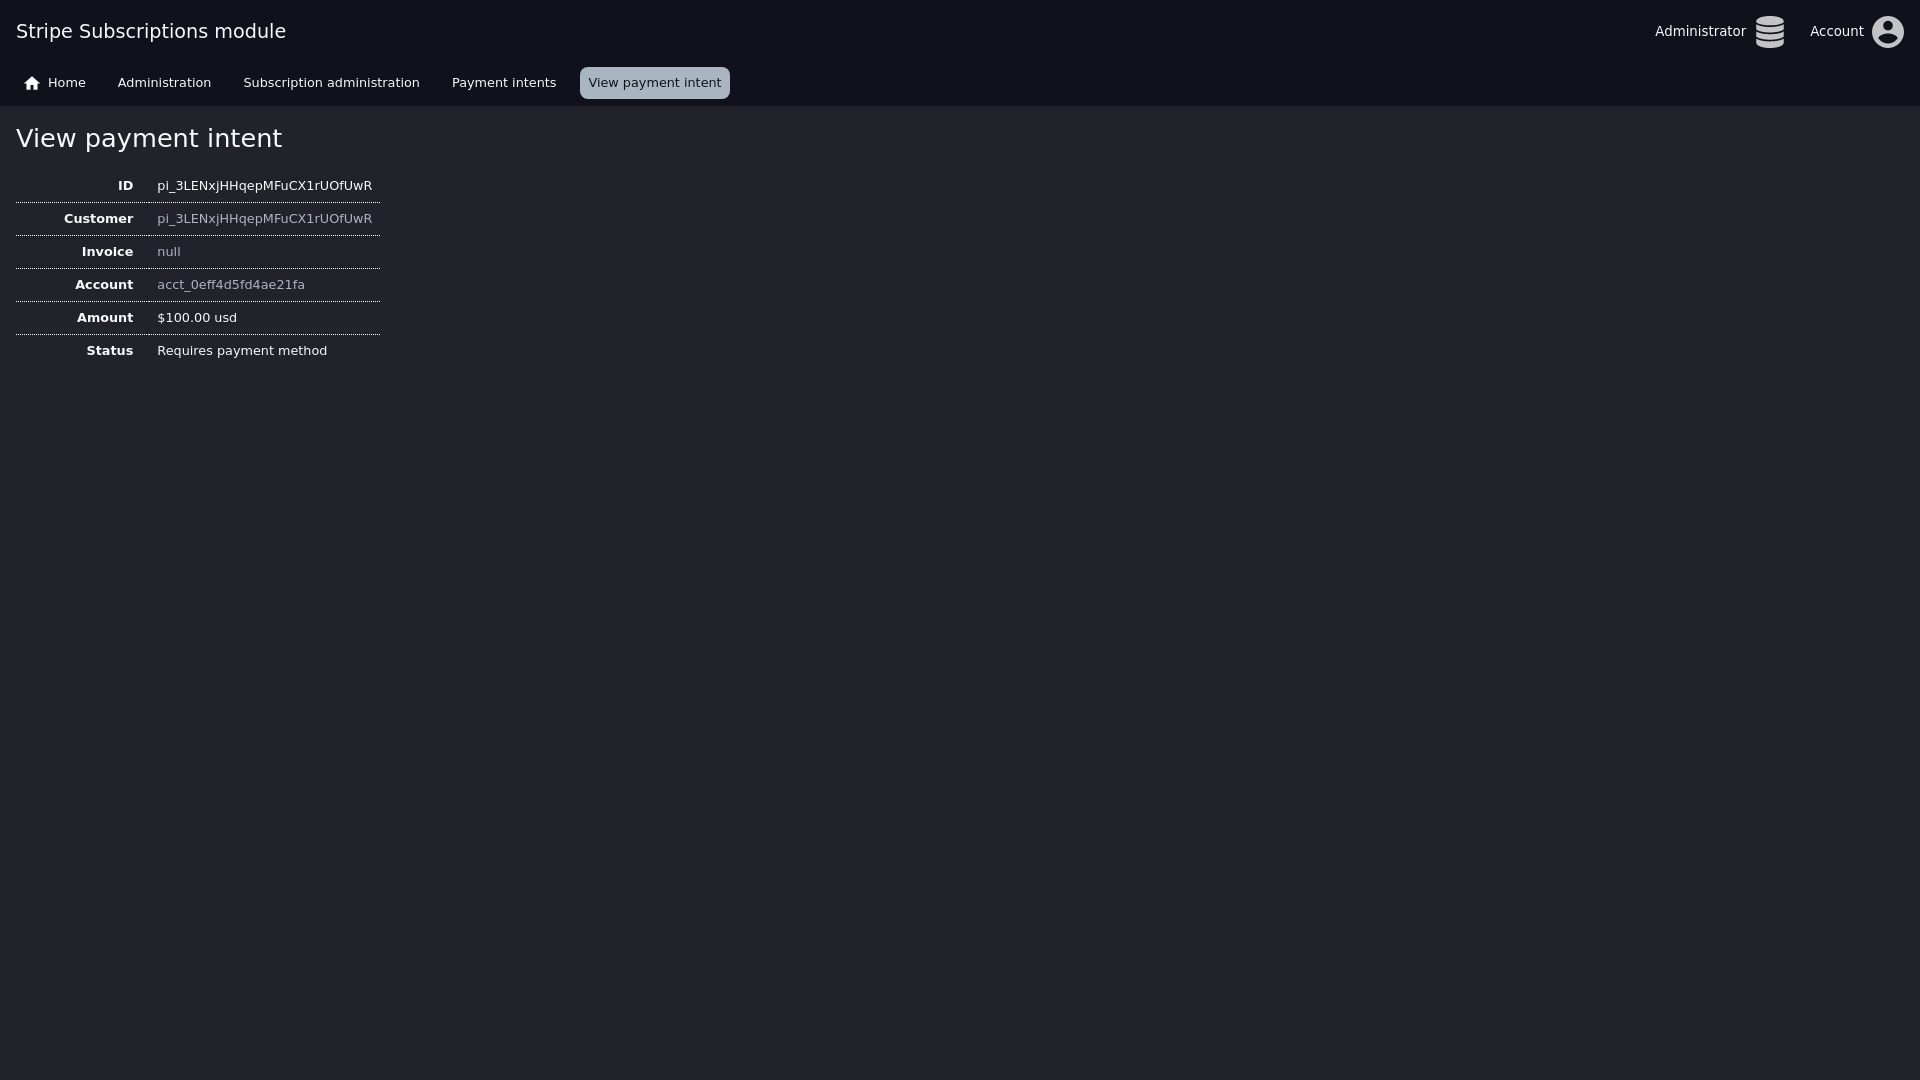 Stripe Subscriptions module
Administrator
Account
Home
Administration
Subscription administration
Payment intents
View payment intent
View payment intent
ID pi_3LENxjHHqepMFuCX1rUOfUwR
Customer pi_3LENxjHHqepMFuCX1rUOfUwR
Invoice null
Account acct_0eff4d5fd4ae21fa
Amount $100.00 usd
Status Requires payment method